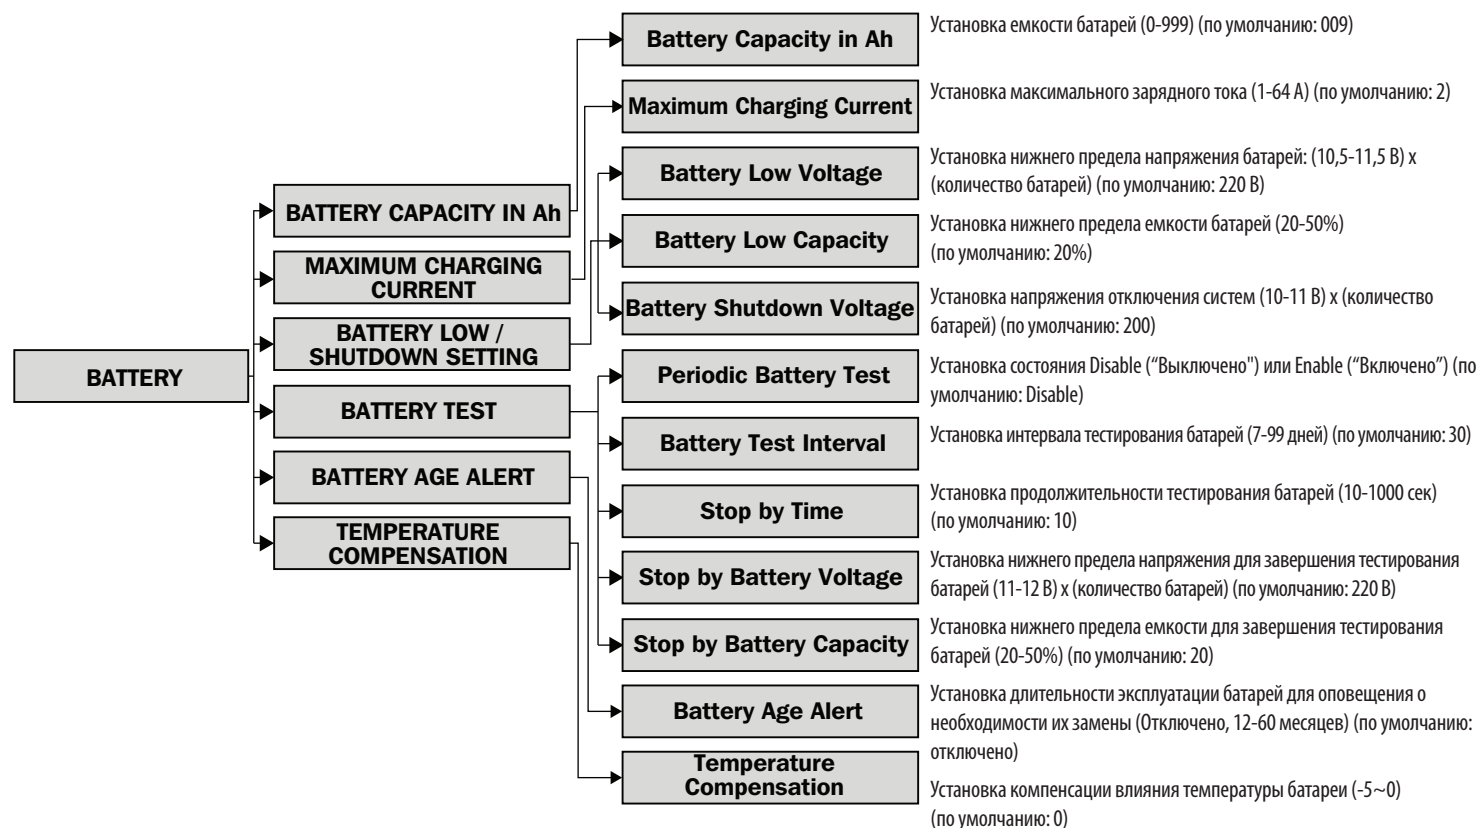 BATTERY
BATTERY CAPACITY IN Ah
MAXIMUM CHARGING
CURRENT
BATTERY LOW /
SHUTDOWN SETTING
BATTERY TEST
BATTERY AGE ALERT
TEMPERATURE
COMPENSATION
Battery Capacity in Ah
Установка емкости батарей (0-999) (по умолчанию: 009)
Maximum Charging Current
Установка максимального зарядного тока (1-64 А) (по умолчанию: 2)
Battery Low Voltage
Установка нижнего предела напряжения батарей: (10,5-11,5 В) x
(количество батарей) (по умолчанию: 220 В)
Battery Low Capacity
Установка нижнего предела емкости батарей (20-50%)
(по умолчанию: 20%)
Battery Shutdown Voltage
Установка напряжения отключения систем (10-11 В) x (количество
батарей) (по умолчанию: 200)
Periodic Battery Test
Установка состояния Disable (“Выключено") или Enable (“Включено”) (по
умолчанию: Disable)
Battery Test Interval
Установка интервала тестирования батарей (7-99 дней) (по умолчанию: 30)
Stop by Time
Установка продолжительности тестирования батарей (10-1000 сек)
(по умолчанию: 10)
Stop by Battery Voltage
Установка нижнего предела напряжения для завершения тестирования
батарей (11-12 В) x (количество батарей) (по умолчанию: 220 В)
Stop by Battery Capacity
Установка нижнего предела емкости для завершения тестирования
батарей (20-50%) (по умолчанию: 20)
Battery Age Alert
Установка длительности эксплуатации батарей для оповещения о
необходимости их замены (Отключено, 12-60 месяцев) (по умолчанию:
отключено)
Temperature
Compensation
Установка компенсации влияния температуры батареи (-5~0)
(по умолчанию: 0)